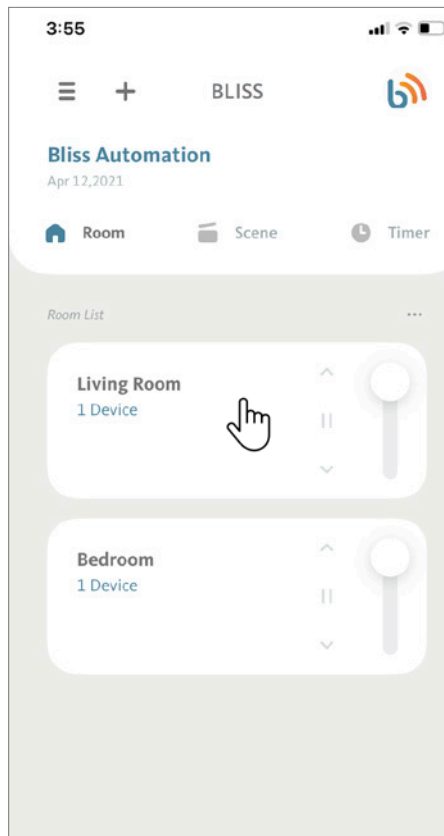 3:55
BLISS
b
Bliss Automation
Apr 12,2021
Room Scene Timer
Room List
Living Room
1 Device
Bedroom
1 Device